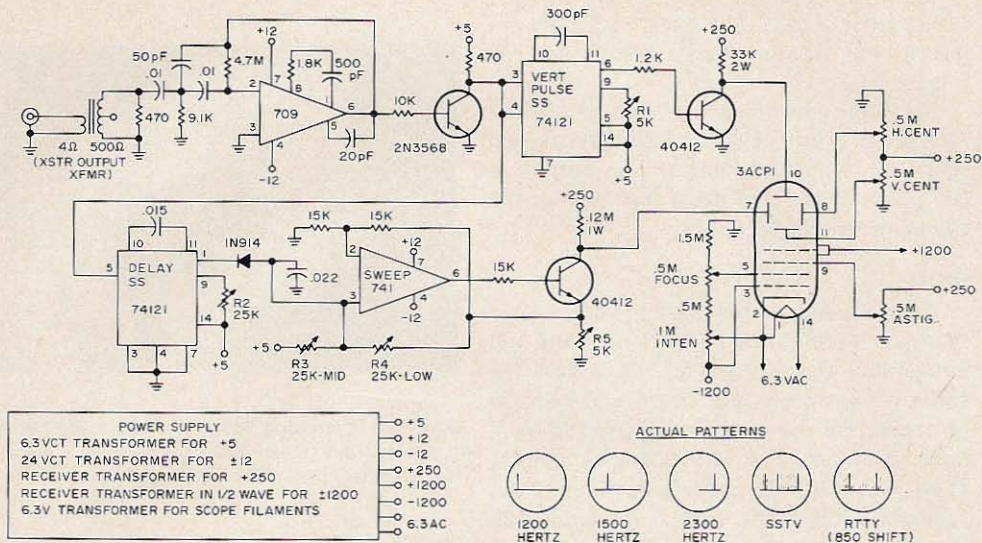 300pF
+5
+250
50pF
+12
10
11
470
33K
2W
.01
.01
4.7M
1.8K
500
pF
3
VERT
PULSE
SS
6
1.2K
4
9
2
7
8
1
6
709
10K
R1
5K
3
5
4
470
9.1K
74121
5
14
2N3568
7
+5
40412
4Ω
500Ω
(XSTR OUTPUT
XFMR)
-12
20pF
.5M
H.CENT
+250
.5M
V.CENT
3ACP1
10
+250
7
8
.015
15K
15K
.12M
1W
11
+1200
10
11
1N914
+12
1.5M
5
DELAY
SS
1
2
7
SWEEP
741
6
15K
.5M
FOCUS
5
9
+250
9
.022
3
4
40412
3
74121
R2
25K
-12
.5M
2
1
14
.5M
ASTIG.
14
R5
5K
.1M
INTEN
3
4
7
+5
+5
R3
25K-MID
R4
25K-LOW
-1200
6.3VAC
POWER SUPPLY
6.3VCT TRANSFORMER FOR +5
24VCT TRANSFORMER FOR ±12
RECEIVER TRANSFORMER FOR +250
RECEIVER TRANSFORMER IN 1/2 WAVE FOR ±1200
6.3V TRANSFORMER FOR SCOPE FILAMENTS
+5
+12
-12
+250
+1200
-1200
6.3AC
ACTUAL PATTERNS
1200
HERTZ
1500
HERTZ
2300
HERTZ
SSTV
RTTY
(850 SHIFT)